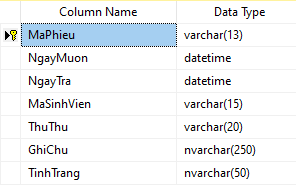 Column Name Data Type
MaPhieu varchar(13)
NgayMuon datetime
NgayTra datetime
MaSinhVien varchar(15)
ThuThu varchar(20)
GhiChu nvarchar(250)
TinhTrang nvarchar(50)